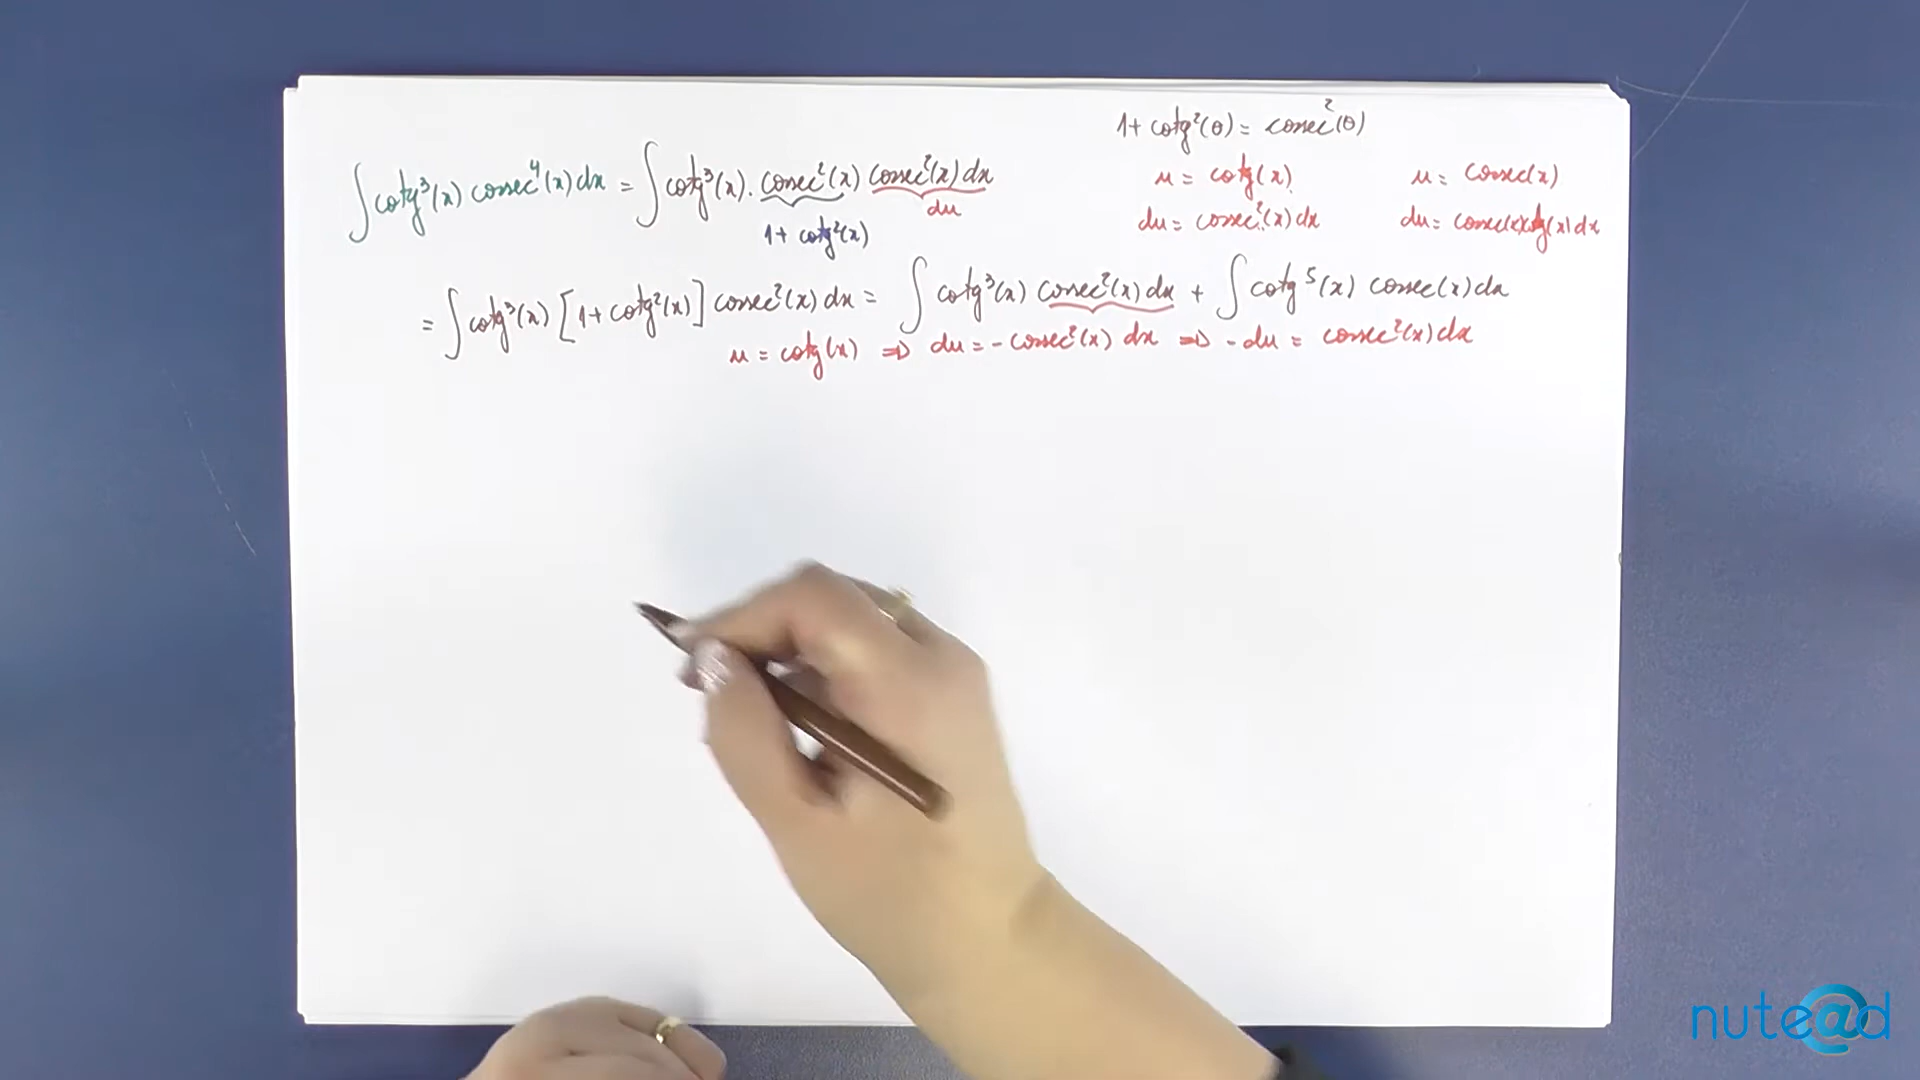 1 + cotg²(θ) = cossec²(θ)
∫cotg³(x) cossec⁴(x) dx = ∫cotg³(x) . cossec²(x) cossec²(x) dx
du
1 + cotg²(x)
u = cotg(x)
du = cossec²(x) dx
u = cossec(x)
du = cossec(x)cotg(x)dx
= ∫cotg³(x) [1 + cotg²(x)] cossec²(x) dx = ∫cotg³(x) cossec²(x) dx + ∫cotg⁵(x) cossec(x) dx
u = cotg(x) ⇒ du = -cossec²(x) dx ⇒ -du = cossec²(x) dx
nute@d